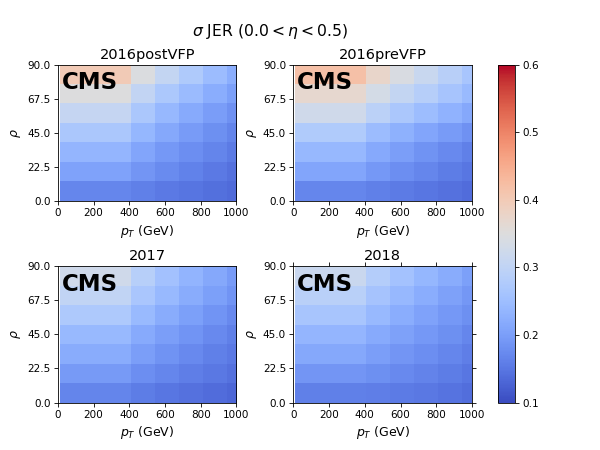 σ JER (0.0 < η < 0.5)
2016postVFP
2016preVFP
90.0
67.5
45.0
22.5
0.0
ρ
CMS
0 200 400 600 800 1000
p_T (GeV)
90.0
67.5
45.0
22.5
0.0
ρ
CMS
0 200 400 600 800 1000
p_T (GeV)
2017
2018
90.0
67.5
45.0
22.5
0.0
ρ
CMS
0 200 400 600 800 1000
p_T (GeV)
90.0
67.5
45.0
22.5
0.0
ρ
CMS
0 200 400 600 800 1000
p_T (GeV)
0.6
0.5
0.4
0.3
0.2
0.1